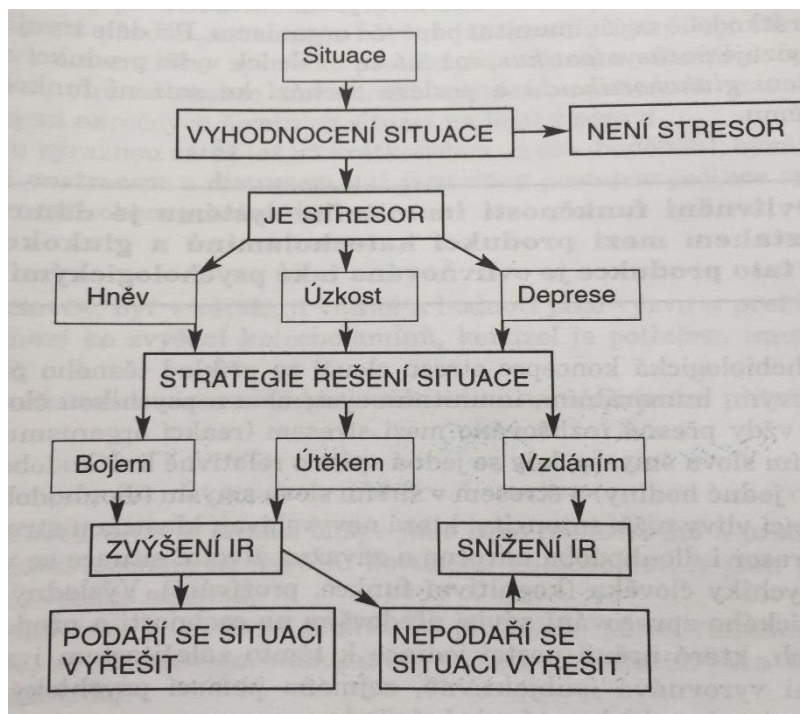 Situace
VYHODNOCENÍ SITUACE
NENÍ STRESOR
JE STRESOR
Hněv
Úzkost
Deprese
STRATEGIE ŘEŠENÍ SITUACE
Bojem
Útěkem
Vzdáním
ZVÝŠENÍ IR
SNÍŽENÍ IR
PODAŘÍ SE SITUACI
VYŘEŠIT
NEPODAŘÍ SE
SITUACI VYŘEŠIT